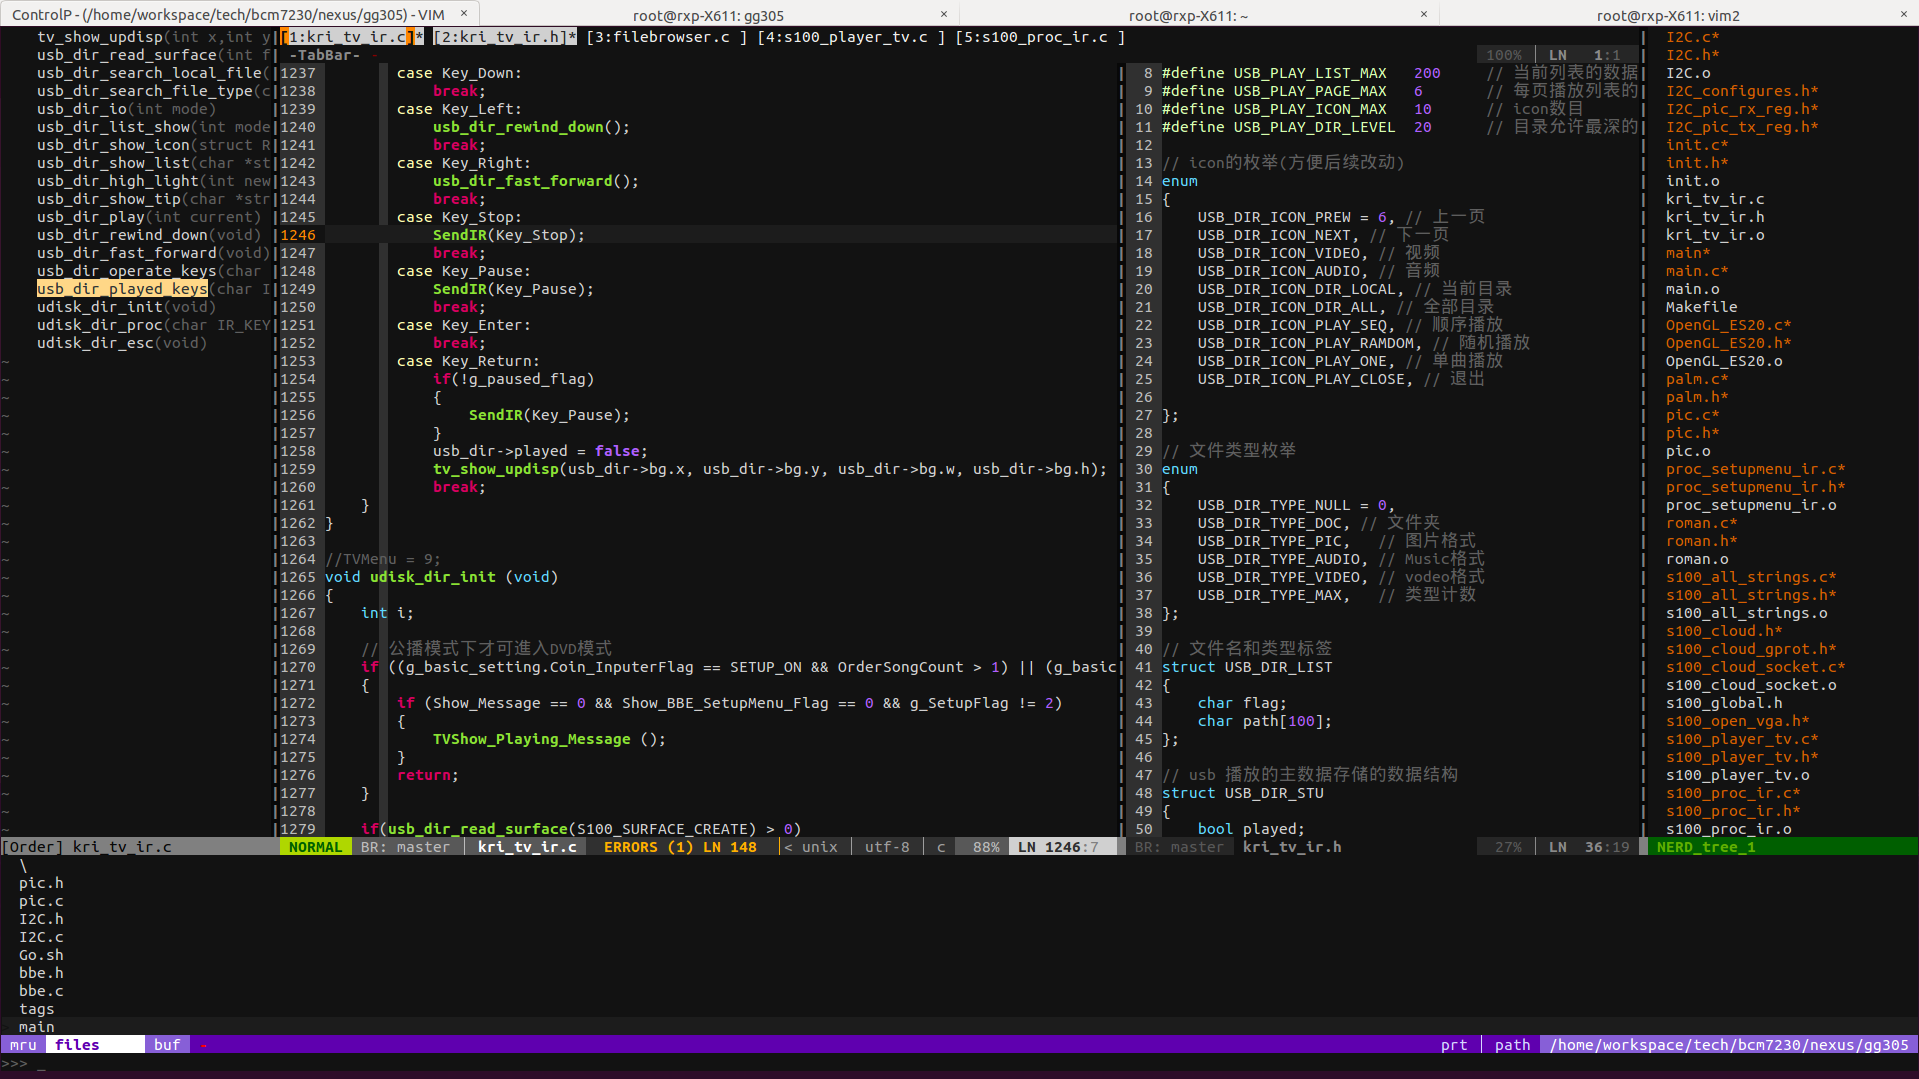 ControlP - (/home/workspace/tech/bcm7230/nexus/gg305) - VIM ×
root@rxp-X611: gg305 ×
root@rxp-X611: ~ ×
root@rxp-X611: vim2 ×
tv_show_updisp(int x,int y
usb_dir_read_surface(int f
usb_dir_search_local_file(
usb_dir_search_file_type(c
usb_dir_io(int mode)
usb_dir_list_show(int mode
usb_dir_show_icon(struct R
usb_dir_show_list(char *st
usb_dir_high_light(int new
usb_dir_show_tip(char *str
usb_dir_play(int current)
usb_dir_rewind_down(void)
usb_dir_fast_forward(void)
usb_dir_operate_keys(char
usb_dir_played_keys(char I
udisk_dir_init(void)
udisk_dir_proc(char IR_KEY
udisk_dir_esc(void)
[Order] kri_tv_ir.c
[1:kri_tv_ir.c]* [2:kri_tv_ir.h]* [3:filebrowser.c ] [4:s100_player_tv.c ] [5:s100_proc_ir.c ]
-TabBar- 100% LN 1:1
1237 case Key_Down:
1238 break;
1239 case Key_Left:
1240 usb_dir_rewind_down();
1241 break;
1242 case Key_Right:
1243 usb_dir_fast_forward();
1244 break;
1245 case Key_Stop:
1246 SendIR(Key_Stop);
1247 break;
1248 case Key_Pause:
1249 SendIR(Key_Pause);
1250 break;
1251 case Key_Enter:
1252 break;
1253 case Key_Return:
1254 if(!g_paused_flag)
1255 {
1256 SendIR(Key_Pause);
1257 }
1258 usb_dir->played = false;
1259 tv_show_updisp(usb_dir->bg.x, usb_dir->bg.y, usb_dir->bg.w, usb_dir->bg.h);
1260 break;
1261 }
1262 }
1263
1264 //TVMenu = 9;
1265 void udisk_dir_init (void)
1266 {
1267 int i;
1268
1269 // 公播模式下才可進入DVD模式
1270 if ((g_basic_setting.Coin_InputerFlag == SETUP_ON && OrderSongCount > 1) || (g_basic
1271 {
1272 if (Show_Message == 0 && Show_BBE_SetupMenu_Flag == 0 && g_SetupFlag != 2)
1273 {
1274 TVShow_Playing_Message ();
1275 }
1276 return;
1277 }
1278
1279 if(usb_dir_read_surface(S100_SURFACE_CREATE) > 0)
NORMAL BR: master kri_tv_ir.c ERRORS (1) LN 148 < unix utf-8 c 88% LN 1246:7
8 #define USB_PLAY_LIST_MAX 200 // 当前列表的数据
9 #define USB_PLAY_PAGE_MAX 6 // 每页播放列表的
10 #define USB_PLAY_ICON_MAX 10 // icon数目
11 #define USB_PLAY_DIR_LEVEL 20 // 目录允许最深的
12
13 // icon的枚举(方便后续改动)
14 enum
15 {
16 USB_DIR_ICON_PREW = 6, // 上一页
17 USB_DIR_ICON_NEXT, // 下一页
18 USB_DIR_ICON_VIDEO, // 视频
19 USB_DIR_ICON_AUDIO, // 音频
20 USB_DIR_ICON_DIR_LOCAL, // 当前目录
21 USB_DIR_ICON_DIR_ALL, // 全部目录
22 USB_DIR_ICON_PLAY_SEQ, // 顺序播放
23 USB_DIR_ICON_PLAY_RAMDOM, // 随机播放
24 USB_DIR_ICON_PLAY_ONE, // 单曲播放
25 USB_DIR_ICON_PLAY_CLOSE, // 退出
26
27 };
28
29 // 文件类型枚举
30 enum
31 {
32 USB_DIR_TYPE_NULL = 0,
33 USB_DIR_TYPE_DOC, // 文件夹
34 USB_DIR_TYPE_PIC, // 图片格式
35 USB_DIR_TYPE_AUDIO, // Music格式
36 USB_DIR_TYPE_VIDEO, // vodeo格式
37 USB_DIR_TYPE_MAX, // 类型计数
38 };
39
40 // 文件名和类型标签
41 struct USB_DIR_LIST
42 {
43 char flag;
44 char path[100];
45 };
46
47 // usb 播放的主数据存储的数据结构
48 struct USB_DIR_STU
49 {
50 bool played;
BR: master kri_tv_ir.h 27% LN 36:19
I2C.c*
I2C.h*
I2C.o
I2C_configures.h*
I2C_pic_rx_reg.h*
I2C_pic_tx_reg.h*
init.c*
init.h*
init.o
kri_tv_ir.c
kri_tv_ir.h
kri_tv_ir.o
main*
main.c*
main.o
Makefile
OpenGL_ES20.c*
OpenGL_ES20.h*
OpenGL_ES20.o
palm.c*
palm.h*
pic.c*
pic.h*
pic.o
proc_setupmenu_ir.c*
proc_setupmenu_ir.h*
proc_setupmenu_ir.o
roman.c*
roman.h*
roman.o
s100_all_strings.c*
s100_all_strings.h*
s100_all_strings.o
s100_cloud.h*
s100_cloud_gprot.h*
s100_cloud_socket.c*
s100_cloud_socket.o
s100_global.h
s100_open_vga.h*
s100_player_tv.c*
s100_player_tv.h*
s100_player_tv.o
s100_proc_ir.c*
s100_proc_ir.h*
s100_proc_ir.o
NERD_tree_1
\
pic.h
pic.c
I2C.h
I2C.c
Go.sh
bbe.h
bbe.c
tags
> main
mru files buf - prt path /home/workspace/tech/bcm7230/nexus/gg305
>>> _